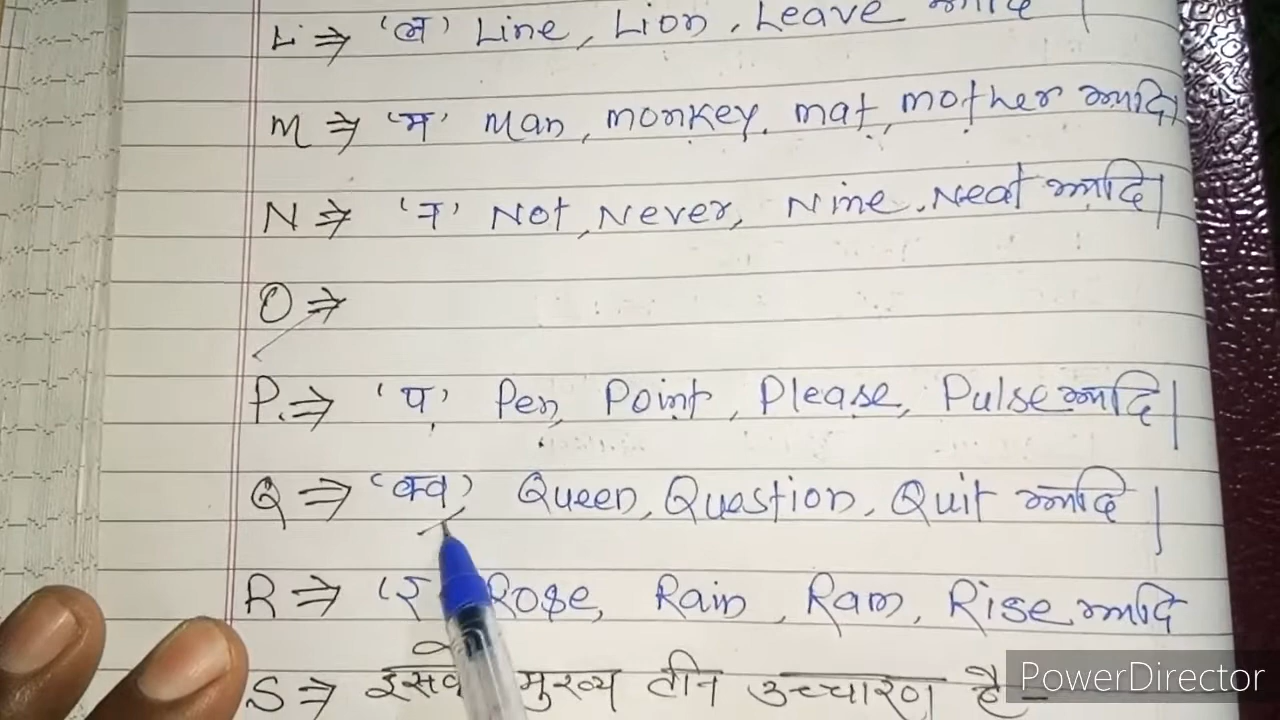 L ⇒ 'ल' Line, Lion, Leave आदि |
M ⇒ 'म' Man, monkey, mat, mother आदि।
N ⇒ 'न' Not, Never, Nine, Neat आदि।
O ⇒
P. ⇒ 'प' Pen, Point, Please, Pulse आदि।
Q ⇒ 'क्व' Queen, Question, Quit आदि |
R ⇒ 'र Rose, Rain, Ram, Rise आदि
S ⇒ इसके मुख्य तीन उच्चारण है –
PowerDirector